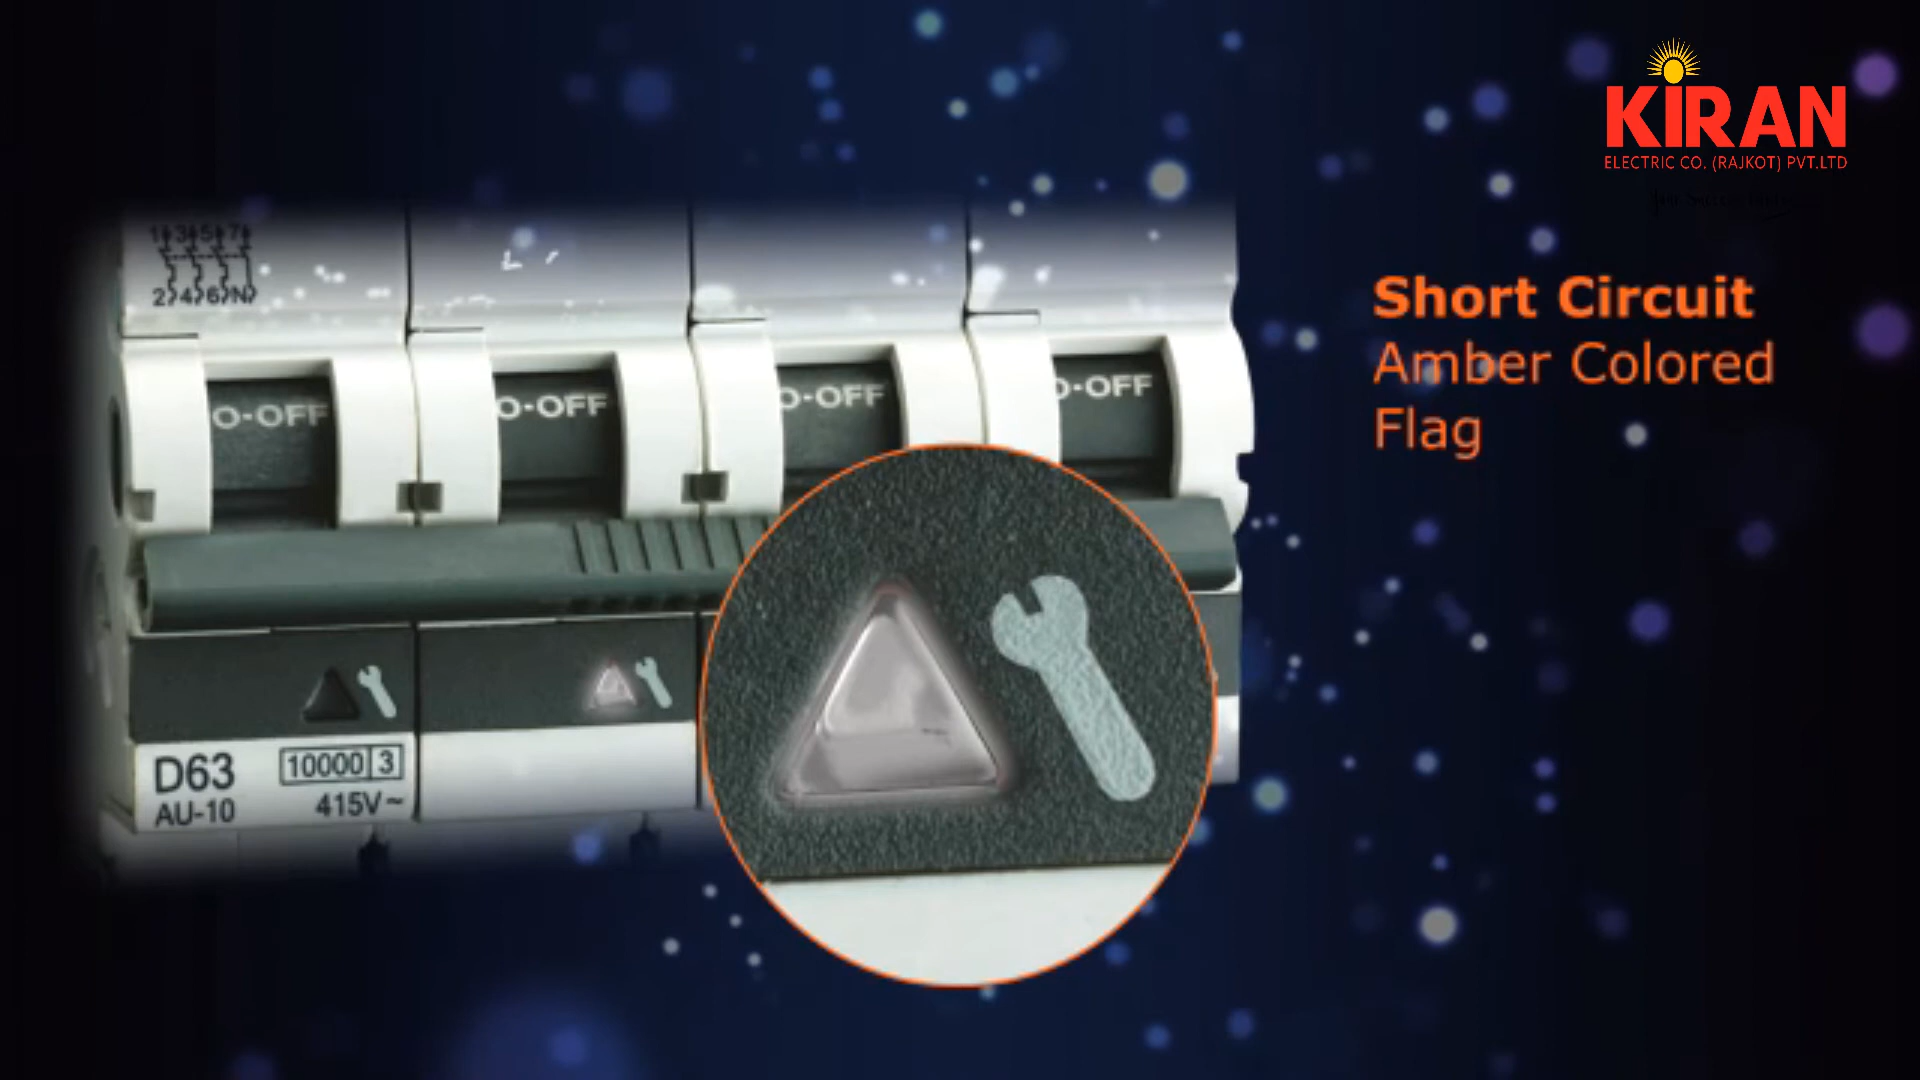 KIRAN
ELECTRIC CO. (RAJKOT) PVT.LTD
1 3 5 7
2 4 6 N
O-OFF
O-OFF
O-OFF
O-OFF
Short Circuit
Amber Colored
Flag
D63
10000 3
AU-10
415V~